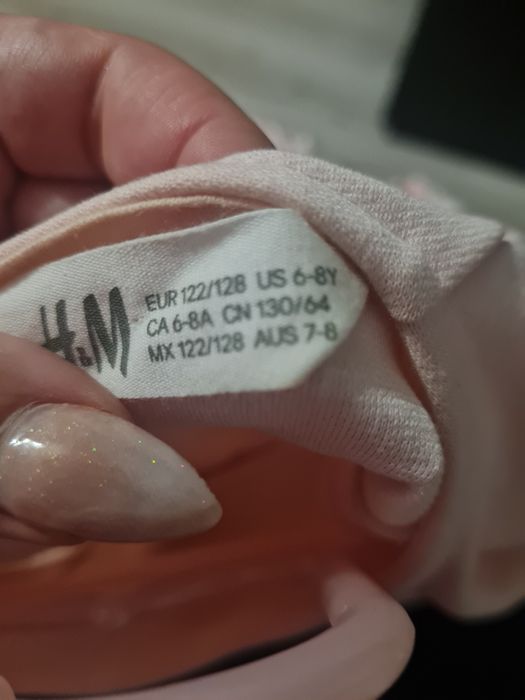 H&M
EUR 122/128 US 6-8Y
CA 6-8A CN 130/64
MX 122/128 AUS 7-8